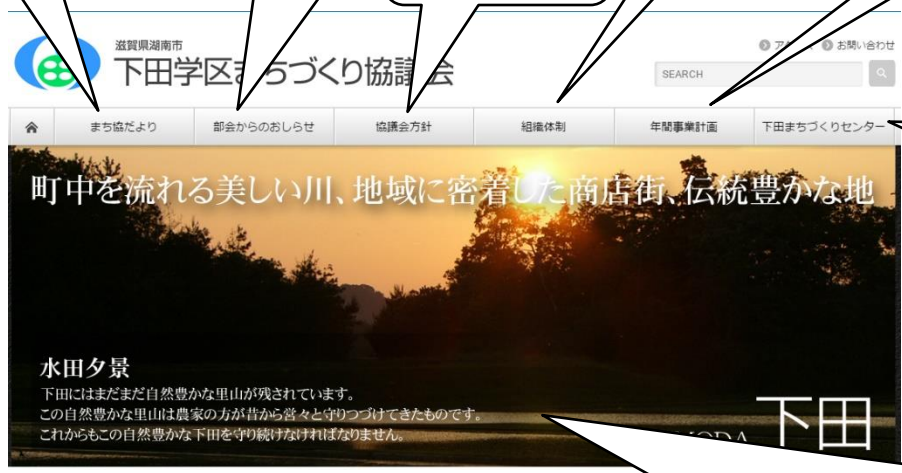 滋賀県湖南市
下田学区まちづくり協議会
お問い合わせ
SEARCH
まち協だより
部会からのおしらせ
協議会方針
組織体制
年間事業計画
下田まちづくりセンター
町中を流れる美しい川、地域に密着した商店街、伝統豊かな地
水田夕景
下田にはまだまだ自然豊かな里山が残されています。
この自然豊かな里山は農家の方が昔から営々と守りつづけてきたものです。
これからもこの自然豊かな下田を守り続けなければなりません。
下田